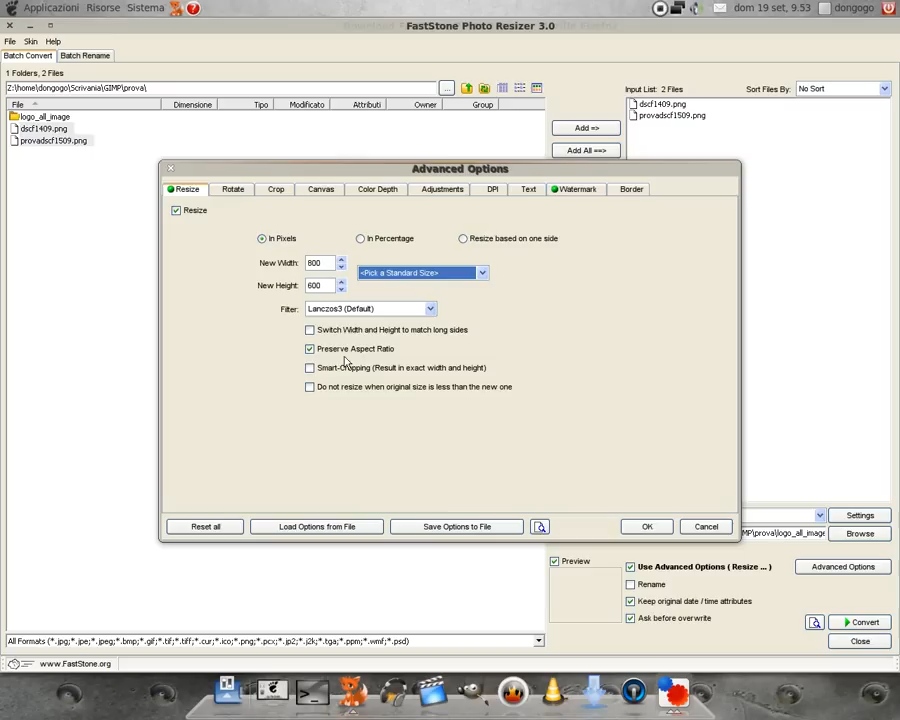 Applicazioni Risorse Sistema dom 19 set, 9.53 dongogo
FastStone Photo Resizer 3.0
File Skin Help
Batch Convert Batch Rename
1 Folders, 2 Files
Z:\home\dongogo\Scrivania\GIMP\prova\ ...
Input List: 2 Files Sort Files By: No Sort
File Dimensione Tipo Modificato Attributi Owner Group
logo_all_image
dscf1409.png
provadscf1509.png
dscf1409.png
provadscf1509.png
Add =>
Add All ==>
Advanced Options
Resize Rotate Crop Canvas Color Depth Adjustments DPI Text Watermark Border
Resize
In Pixels In Percentage Resize based on one side
New Width: 800
<Pick a Standard Size>
New Height: 600
Filter: Lanczos3 (Default)
Switch Width and Height to match long sides
Preserve Aspect Ratio
Smart-Cropping (Result in exact width and height)
Do not resize when original size is less than the new one
Reset all Load Options from File Save Options to File OK Cancel
Settings
MP\prova\logo_all_image Browse
Preview
Use Advanced Options ( Resize ... ) Advanced Options
Rename
Keep original date / time attributes
Ask before overwrite Convert
All Formats (*.jpg;*.jpe;*.jpeg;*.bmp;*.gif;*.tif;*.tiff;*.cur;*.ico;*.png;*.pcx;*.jp2;*.j2k;*.tga;*.ppm;*.wmf;*.psd) Close
www.FastStone.org